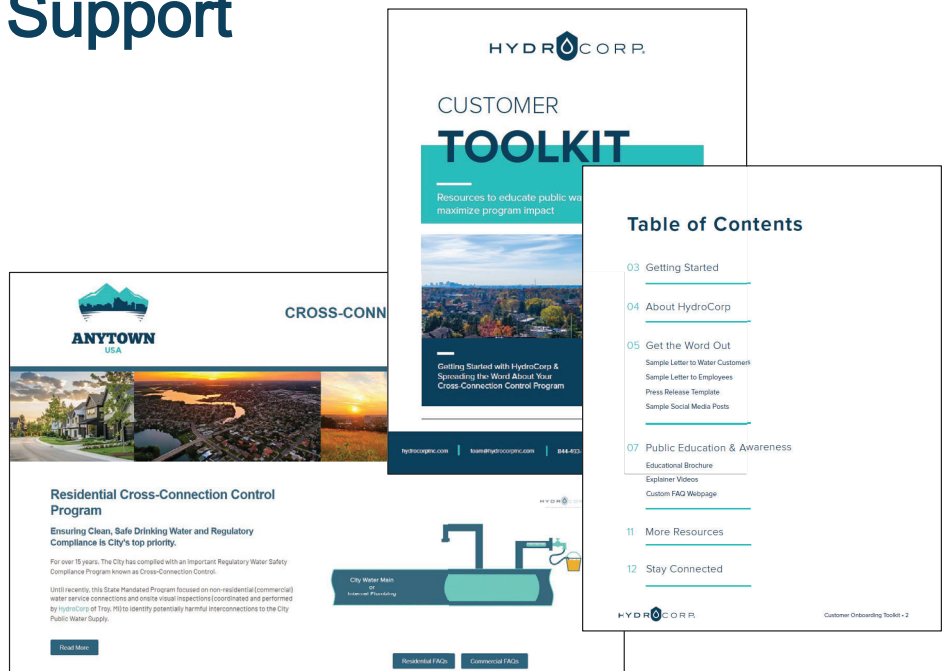 Support
HYDROCORP.
CUSTOMER
TOOLKIT
Resources to educate public
maximize program impact
Getting Started with HydroCorp &
Spreading the Word About Your
Cross-Connection Control Program
hydrocorpinc.com
team@hydrocorpinc.com
844-493-
Table of Contents
03 Getting Started
04 About HydroCorp
05 Get the Word Out
Sample Letter to Water Customers
Sample Letter to Employees
Press Release Template
Sample Social Media Posts
07 Public Education & Awareness
Educational Brochure
Explainer Videos
Custom FAQ Webpage
11 More Resources
12 Stay Connected
HYDROCORP.
Customer Onboarding Toolkit • 2
ANYTOWN
USA
CROSS-CONN
Residential Cross-Connection Control
Program
Ensuring Clean, Safe Drinking Water and Regulatory
Compliance is City's top priority.
For over 15 years. The City has complied with an Important Regulatory Water Safety
Compliance Program known as Cross-Connection Control.
Until recently, this State Mandated Program focused on non-residential (commercial)
water service connections and onsite visual inspections (coordinated and performed
by HydroCorp of Troy, MI) to identify potentially harmful interconnections to the City
Public Water Supply.
Read More
City Water Main
or
Internal Plumbing
Residential FAQs
Commercial FAQs